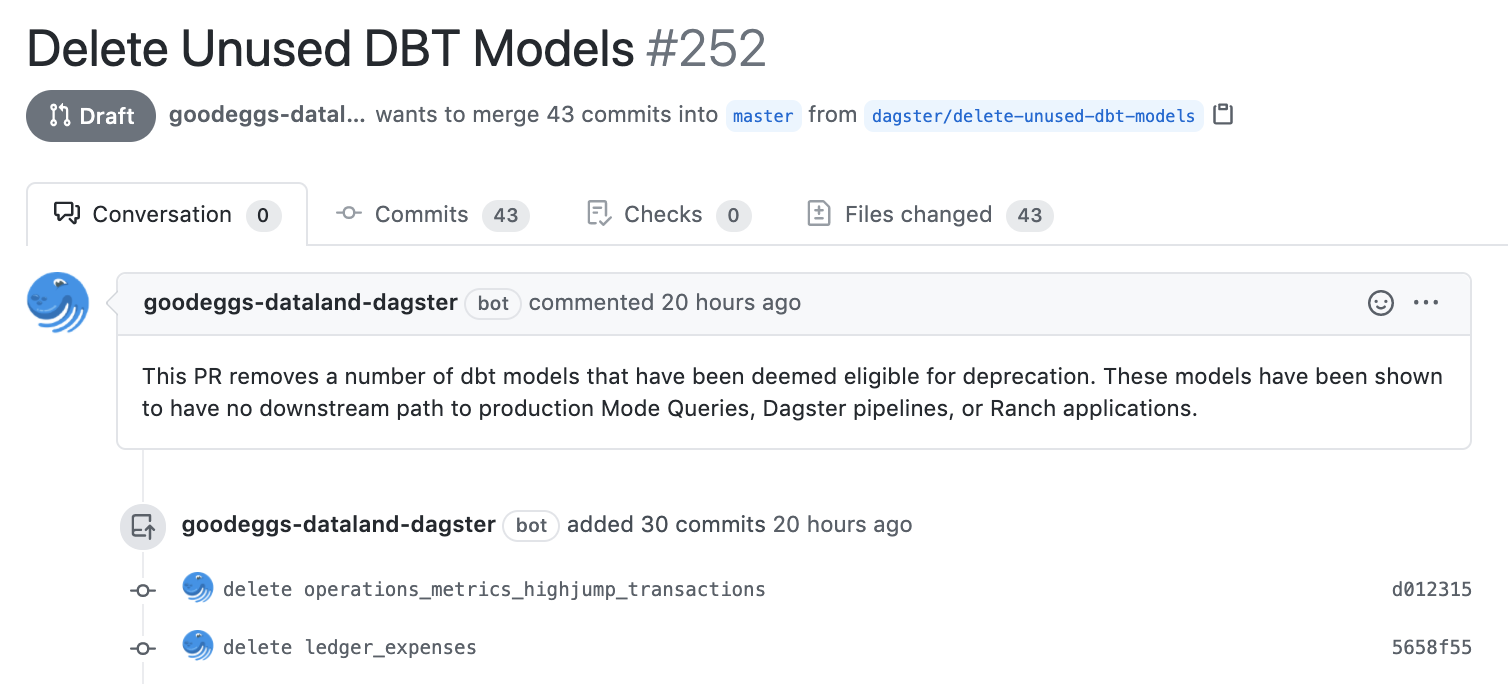 Delete Unused DBT Models #252
Draft goodeggs-datal... wants to merge 43 commits into master from dagster/delete-unused-dbt-models
Conversation 0 Commits 43 Checks 0 Files changed 43
goodeggs-dataland-dagster bot commented 20 hours ago
This PR removes a number of dbt models that have been deemed eligible for deprecation. These models have been shown
to have no downstream path to production Mode Queries, Dagster pipelines, or Ranch applications.
goodeggs-dataland-dagster bot added 30 commits 20 hours ago
delete operations_metrics_highjump_transactions d012315
delete ledger_expenses 5658f55